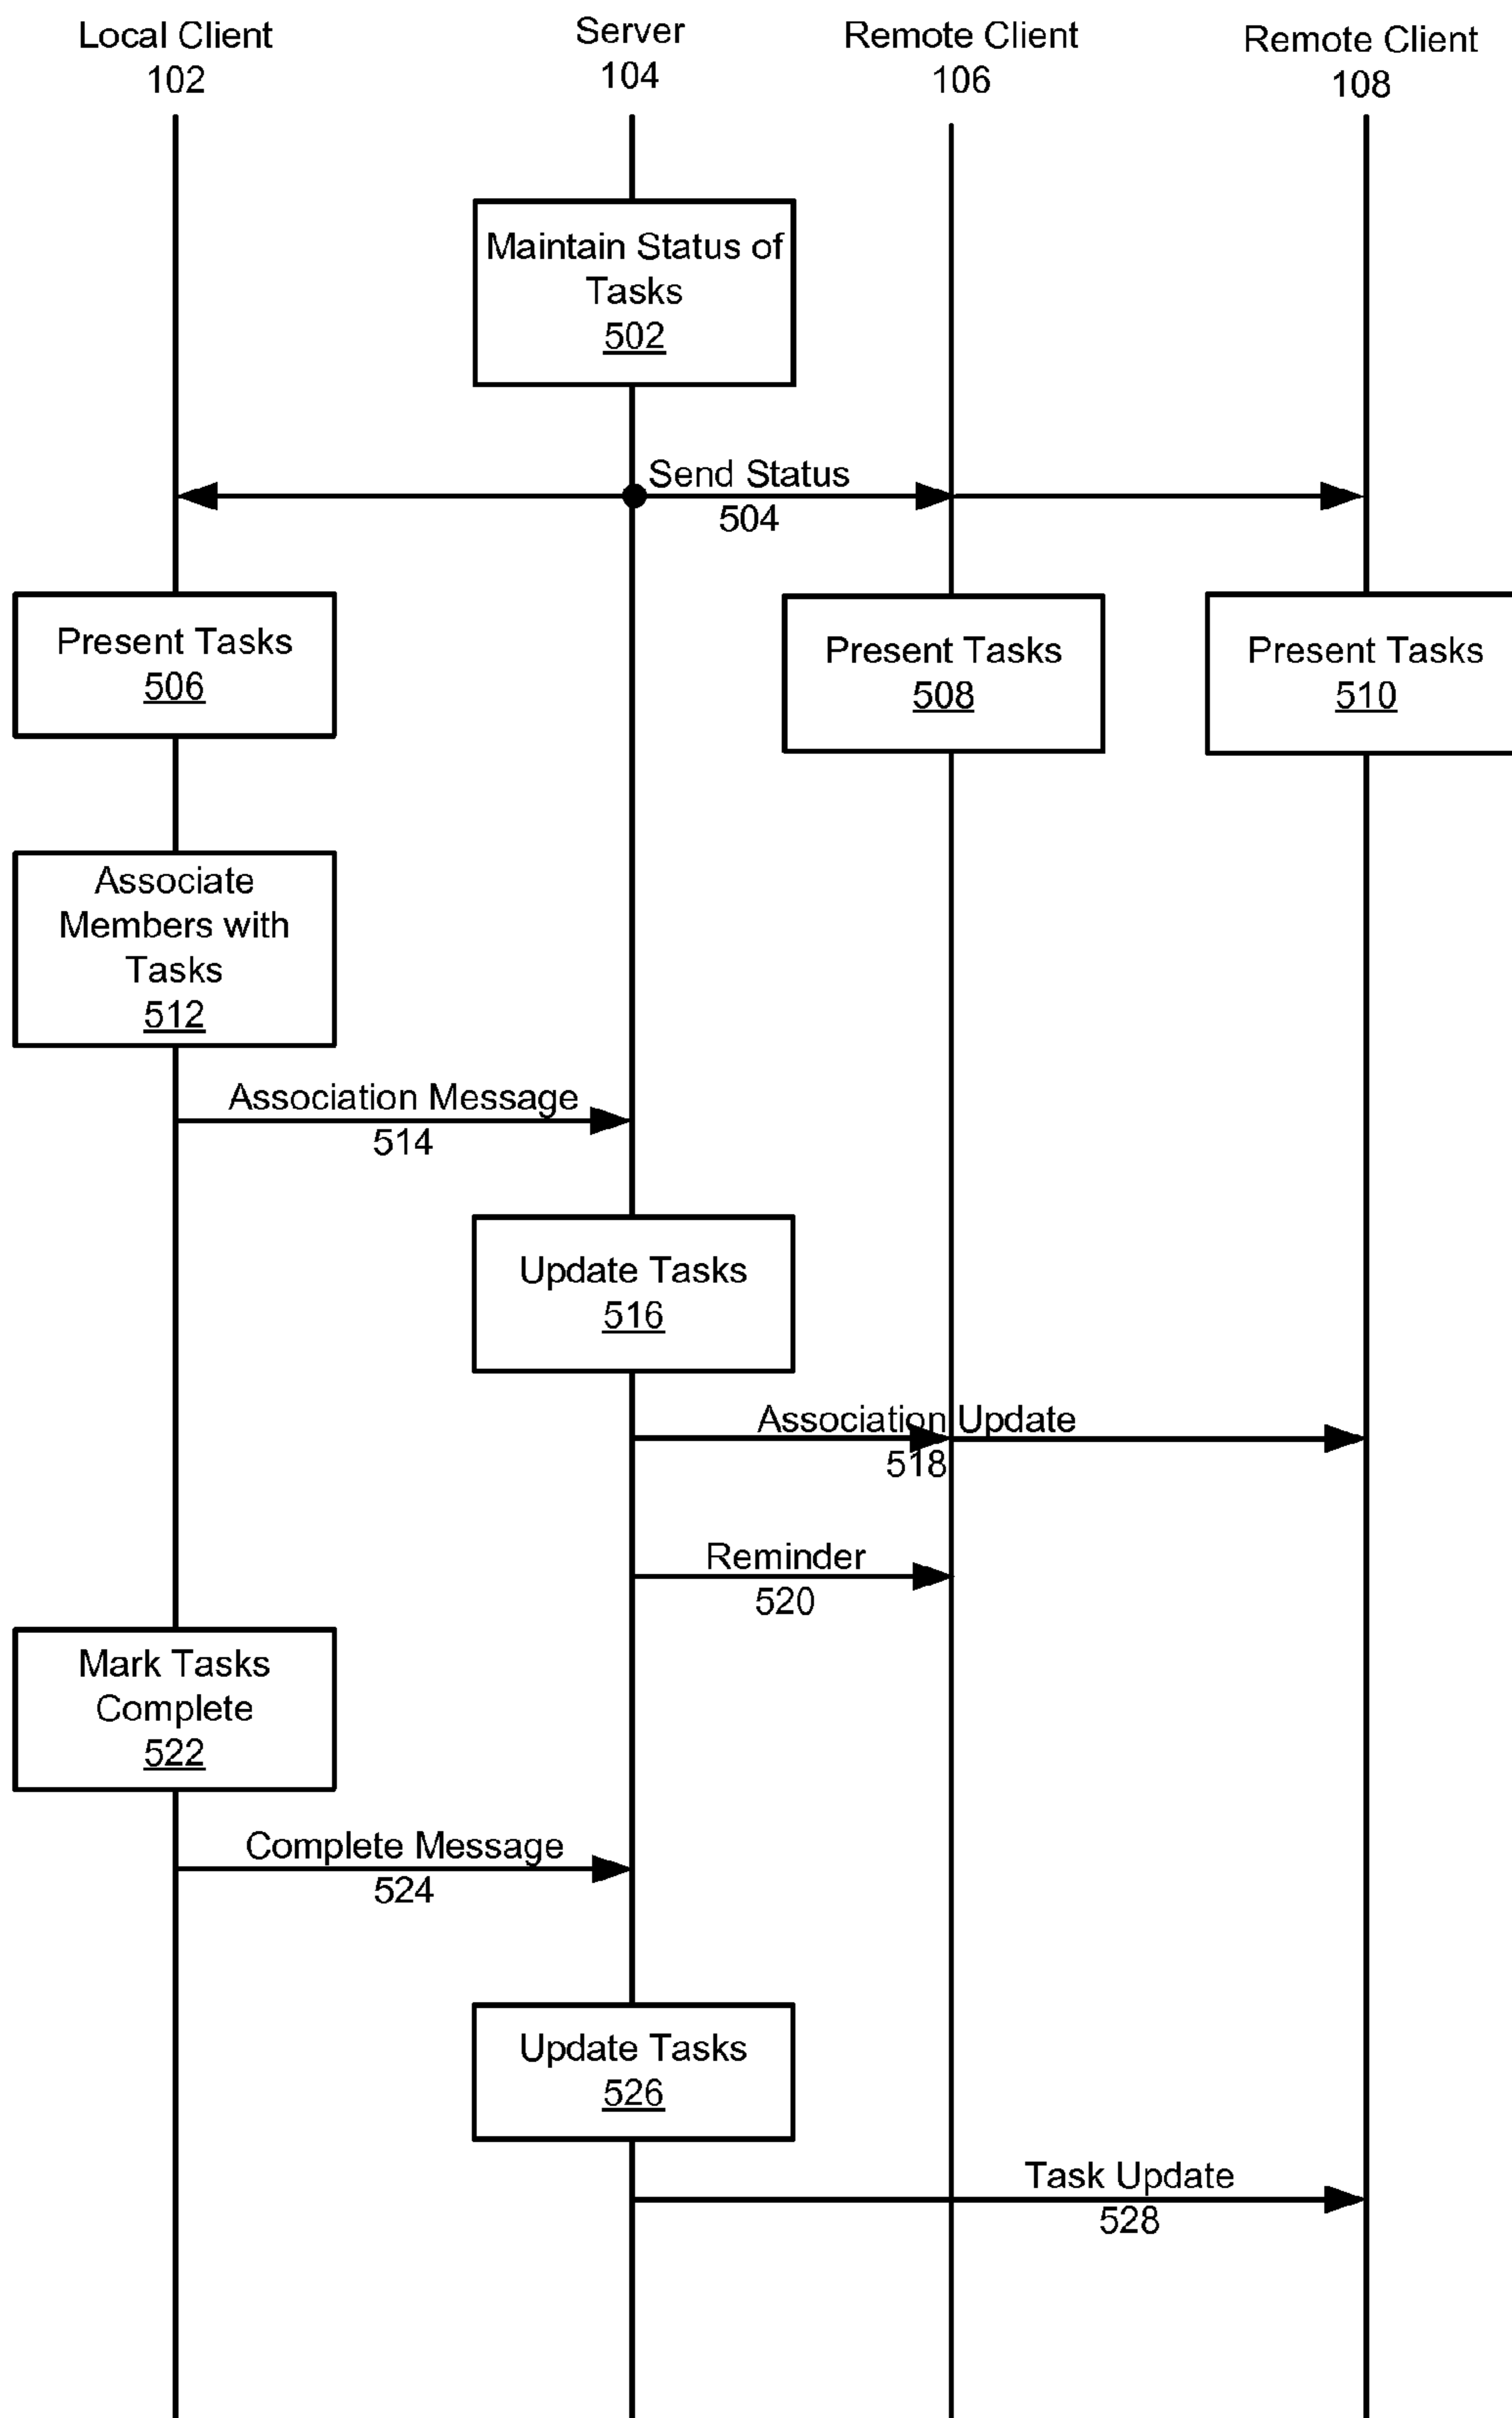 Local Client
102
Server
104
Remote Client
106
Remote Client
108
Maintain Status of
Tasks
502
Send Status
504
Present Tasks
506
Present Tasks
508
Present Tasks
510
Associate
Members with
Tasks
512
Association Message
514
Update Tasks
516
Association Update
518
Reminder
520
Mark Tasks
Complete
522
Complete Message
524
Update Tasks
526
Task Update
528